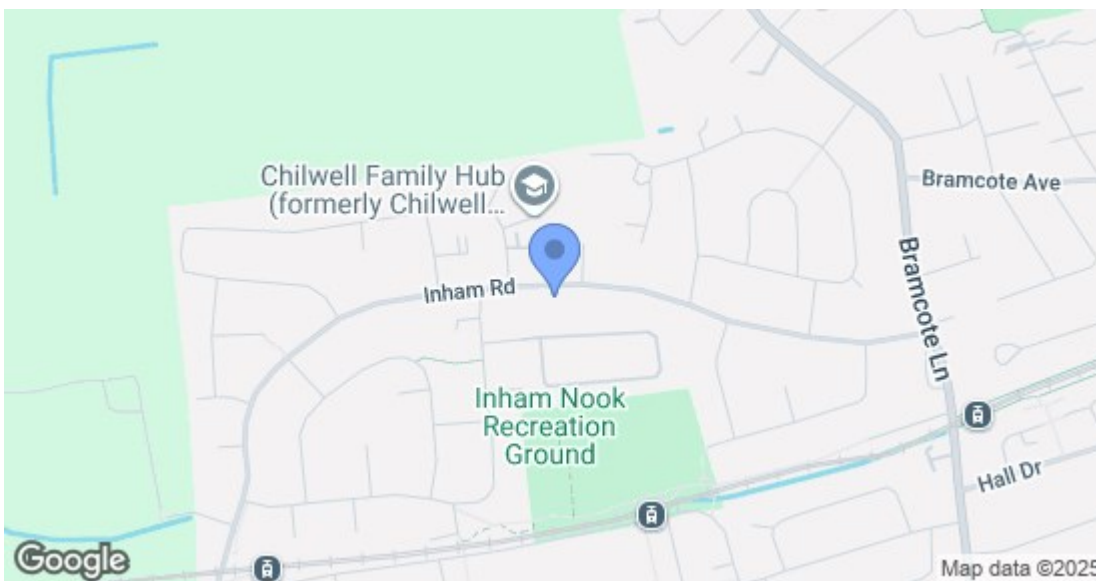 Chilwell Family Hub
(formerly Chilwell...
Bramcote Ave
Inham Rd
Bramcote Ln
Inham Nook
Recreation
Ground
Hall Dr
Google
Map data ©2025